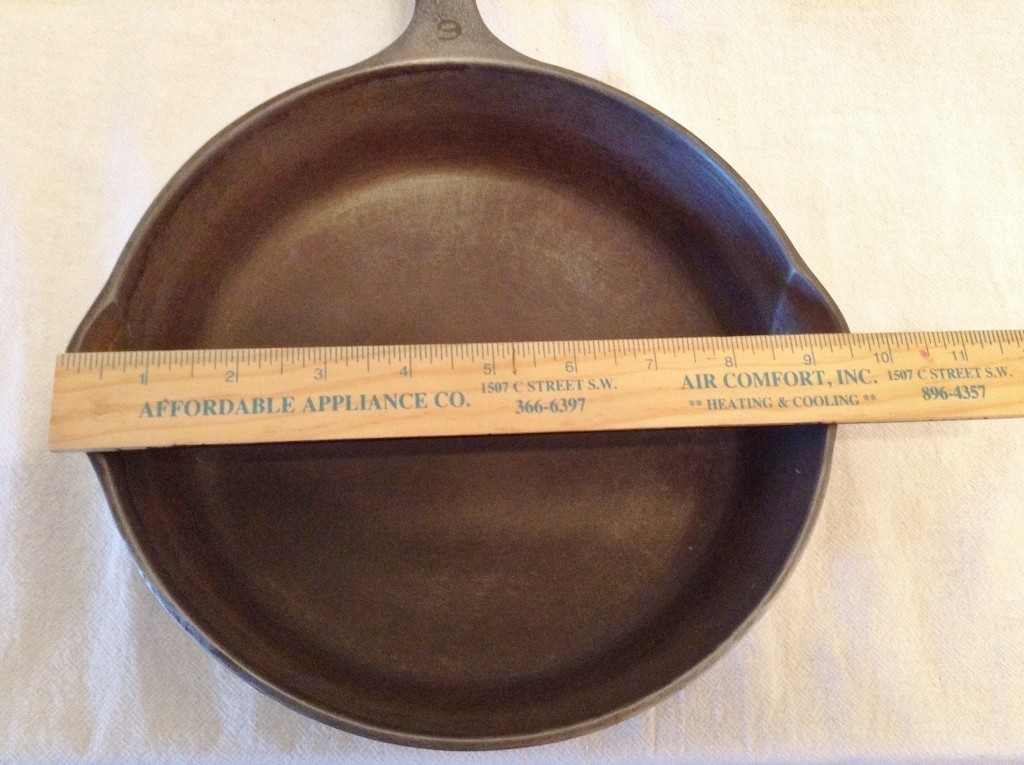 9
1 2 3 4 5 6 7 8 9 10 11
AFFORDABLE APPLIANCE CO.
1507 C STREET S.W.
366-6397
AIR COMFORT, INC.
** HEATING & COOLING **
1507 C STREET S.W.
896-4357